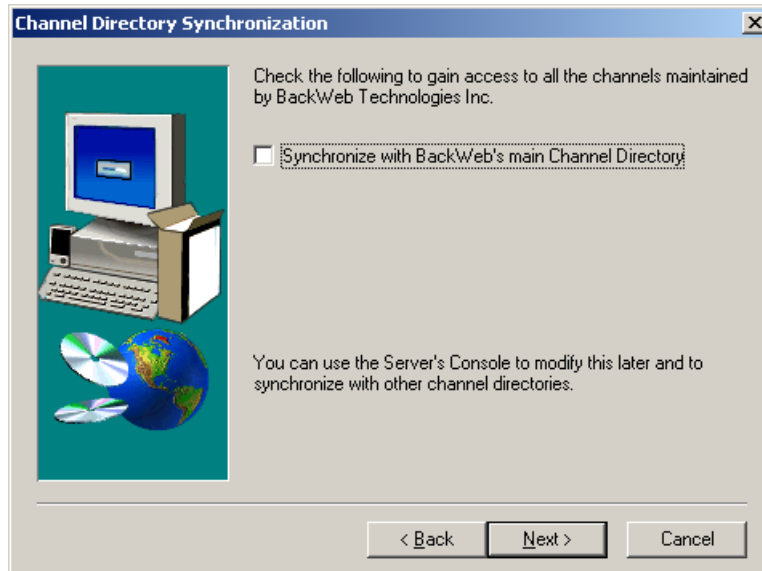 Channel Directory Synchronization
Check the following to gain access to all the channels maintained
by BackWeb Technologies Inc.
Synchronize with BackWeb's main Channel Directory
You can use the Server's Console to modify this later and to
synchronize with other channel directories.
< Back
Next >
Cancel